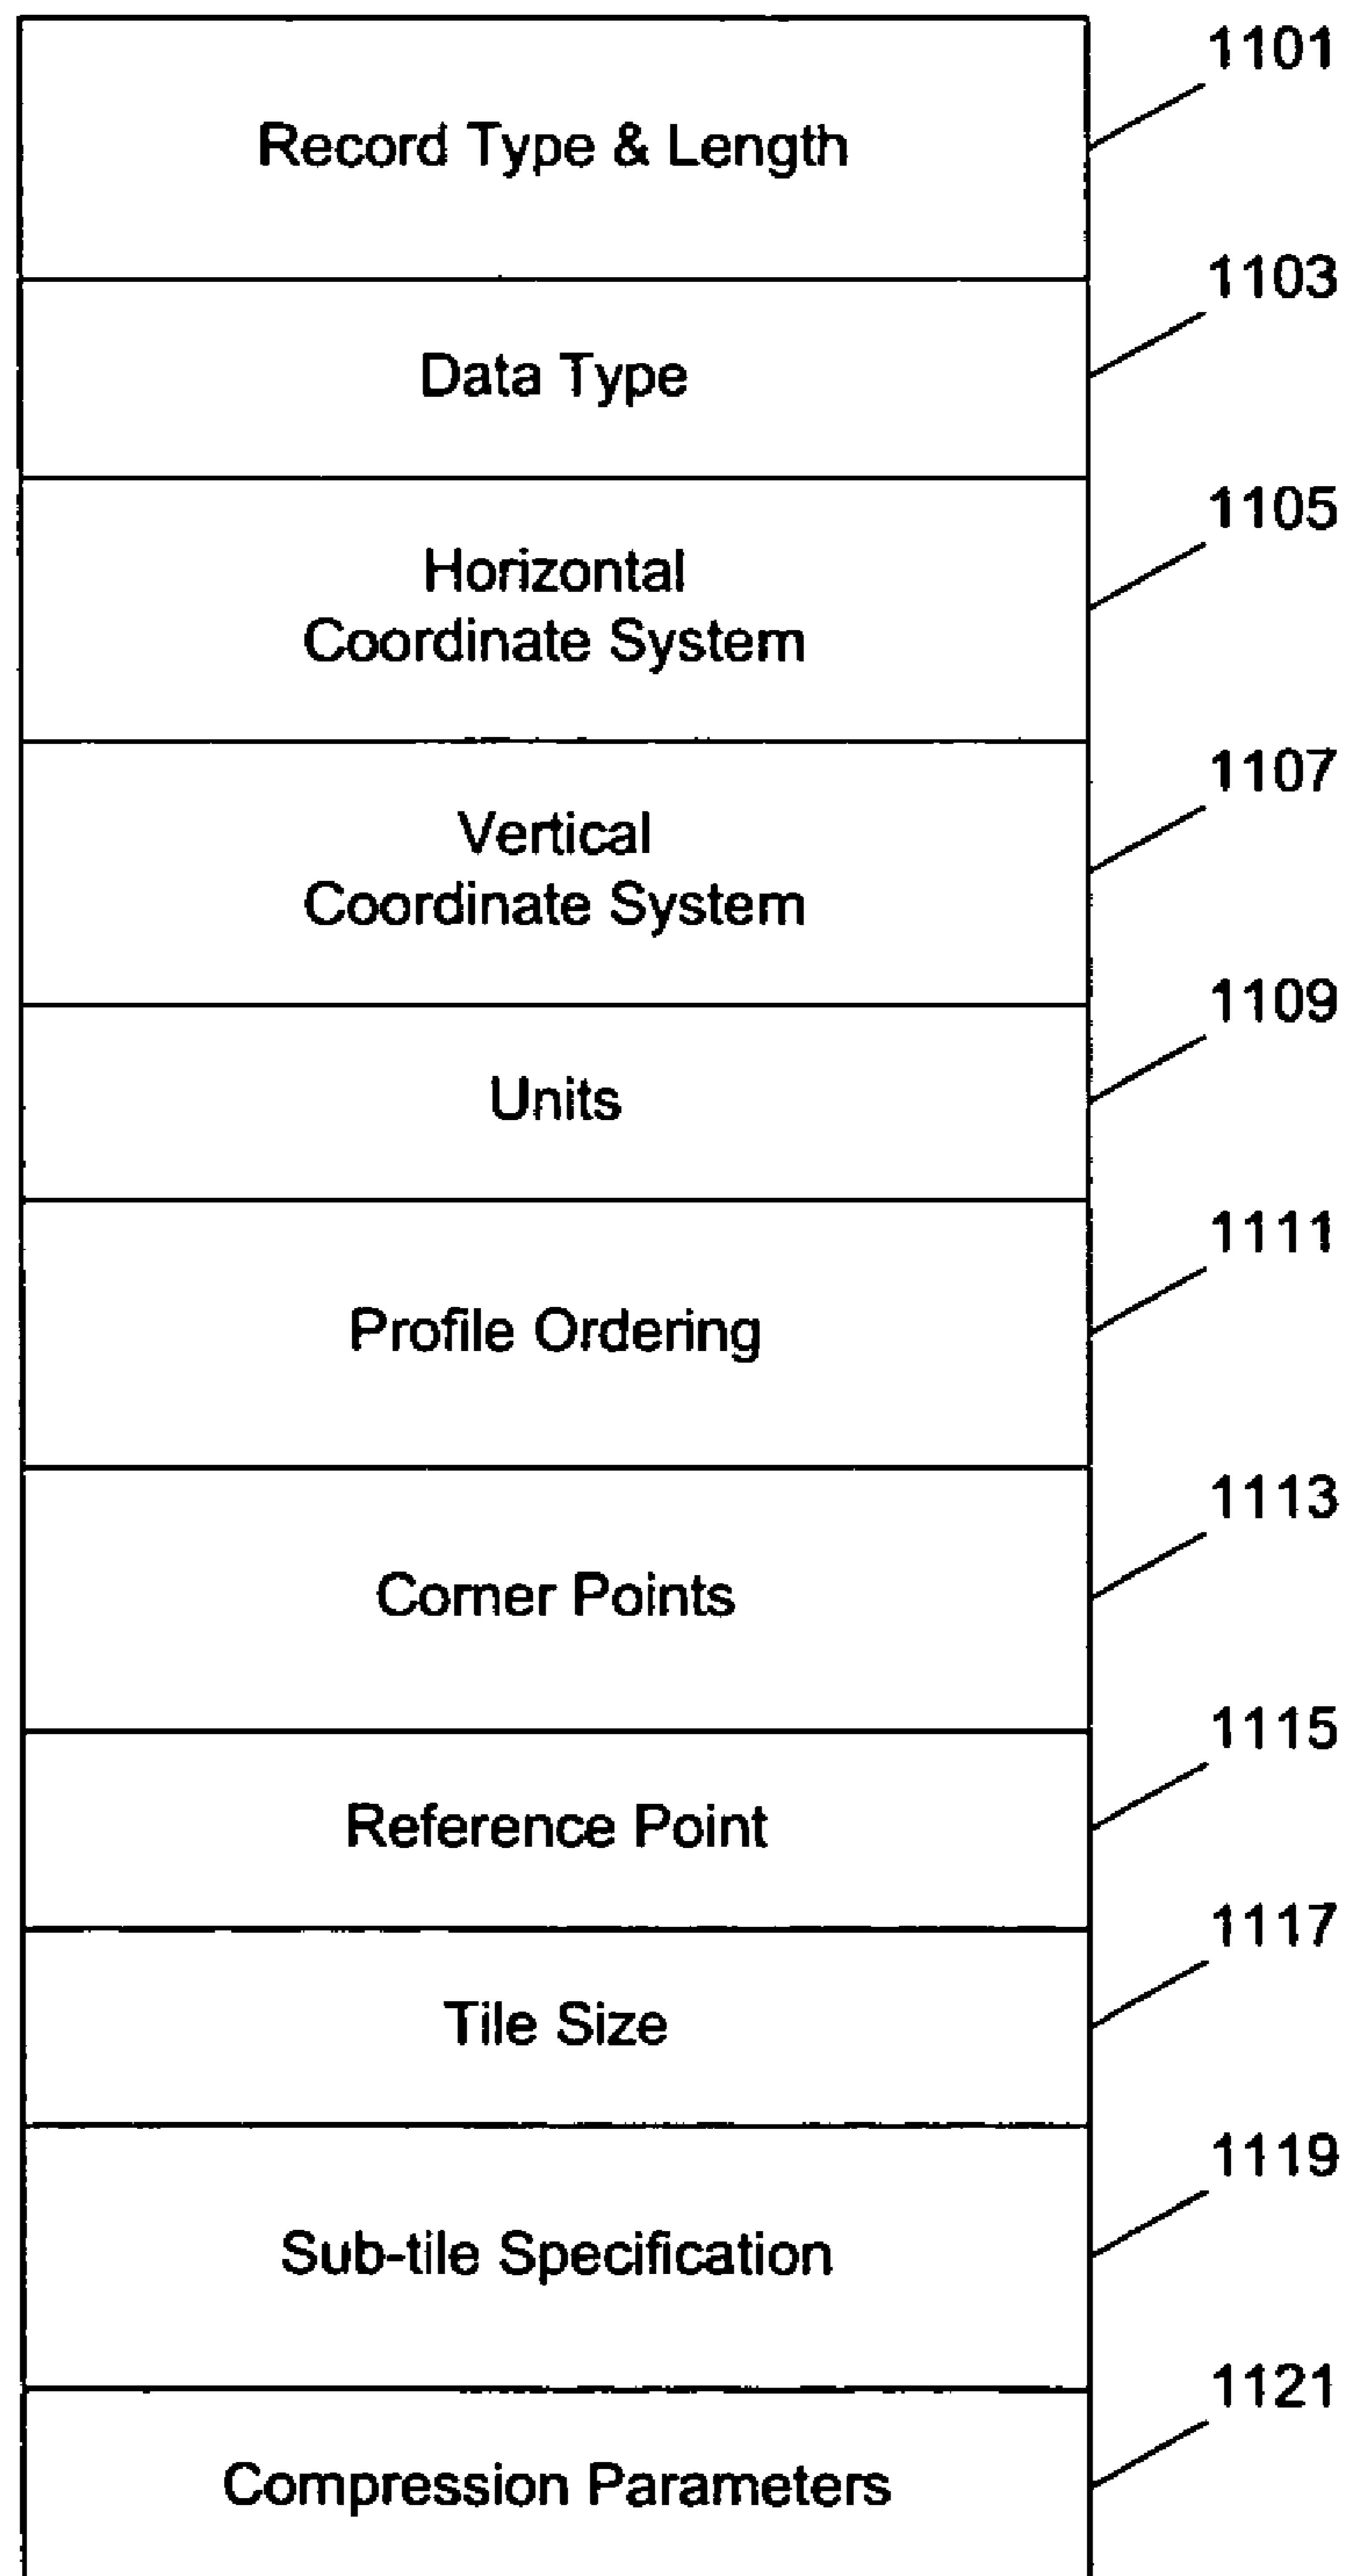 1101
Record Type & Length
1103
Data Type
1105
Horizontal
Coordinate System
1107
Vertical
Coordinate System
1109
Units
1111
Profile Ordering
1113
Corner Points
1115
Reference Point
1117
Tile Size
1119
Sub-tile Specification
1121
Compression Parameters